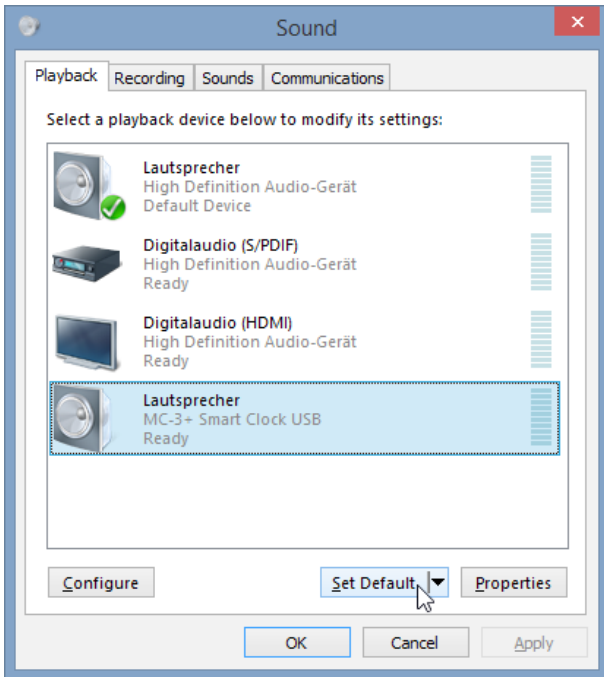 Sound
Playback Recording Sounds Communications
Select a playback device below to modify its settings:
Lautsprecher
High Definition Audio-Gerät
Default Device
Digitalaudio (S/PDIF)
High Definition Audio-Gerät
Ready
Digitalaudio (HDMI)
High Definition Audio-Gerät
Ready
Lautsprecher
MC-3+ Smart Clock USB
Ready
Configure Set Default Properties
OK Cancel Apply